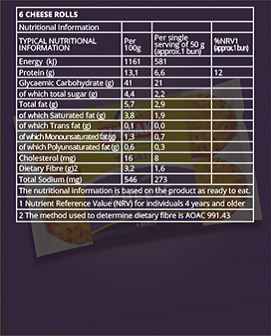 6 CHEESE ROLLS
Nutritional Information
TYPICAL NUTRITIONAL INFORMATION Per 100g Per single serving of 50 g (approx.1 bun) %NRV1 (approx.1 bun)
Energy (kJ) 1161 581
Protein (g) 13,1 6,6 12
Glycaemic Carbohydrate (g) 41 21
of which total sugar (g) 4,4 2,2
Total fat (g) 5,7 2,9
of which Saturated fat (g) 3,8 1,9
of which Trans fat (g) 0,1 0,0
of which Monounsaturated fat (g) 1,3 0,7
of which Polyunsaturated fat (g) 0,6 0,3
Cholesterol (mg) 16 8
Dietary Fibre (g)2 3,2 1,6
Total Sodium (mg) 546 273
The nutritional information is based on the product as ready to eat.
1 Nutrient Reference Value (NRV) for individuals 4 years and older
2 The method used to determine dietary fibre is AOAC 991.43